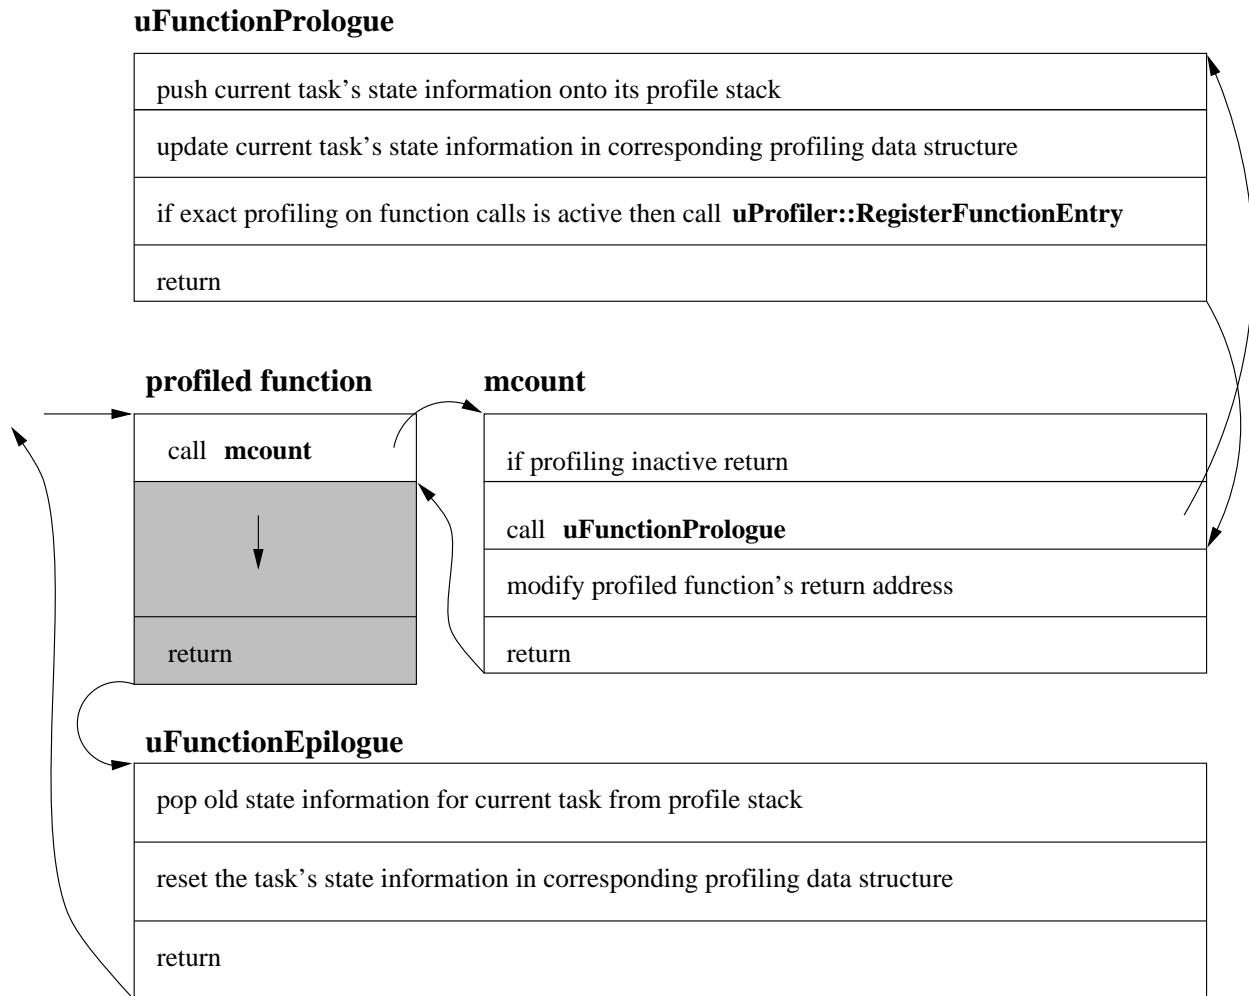 uFunctionPrologue
push current task’s state information onto its profile stack
update current task’s state information in corresponding profiling data structure
if exact profiling on function calls is active then call uProfiler::RegisterFunctionEntry
return
profiled function
call mcount
return
mcount
if profiling inactive return
call uFunctionPrologue
modify profiled function’s return address
return
uFunctionEpilogue
pop old state information for current task from profile stack
reset the task’s state information in corresponding profiling data structure
return